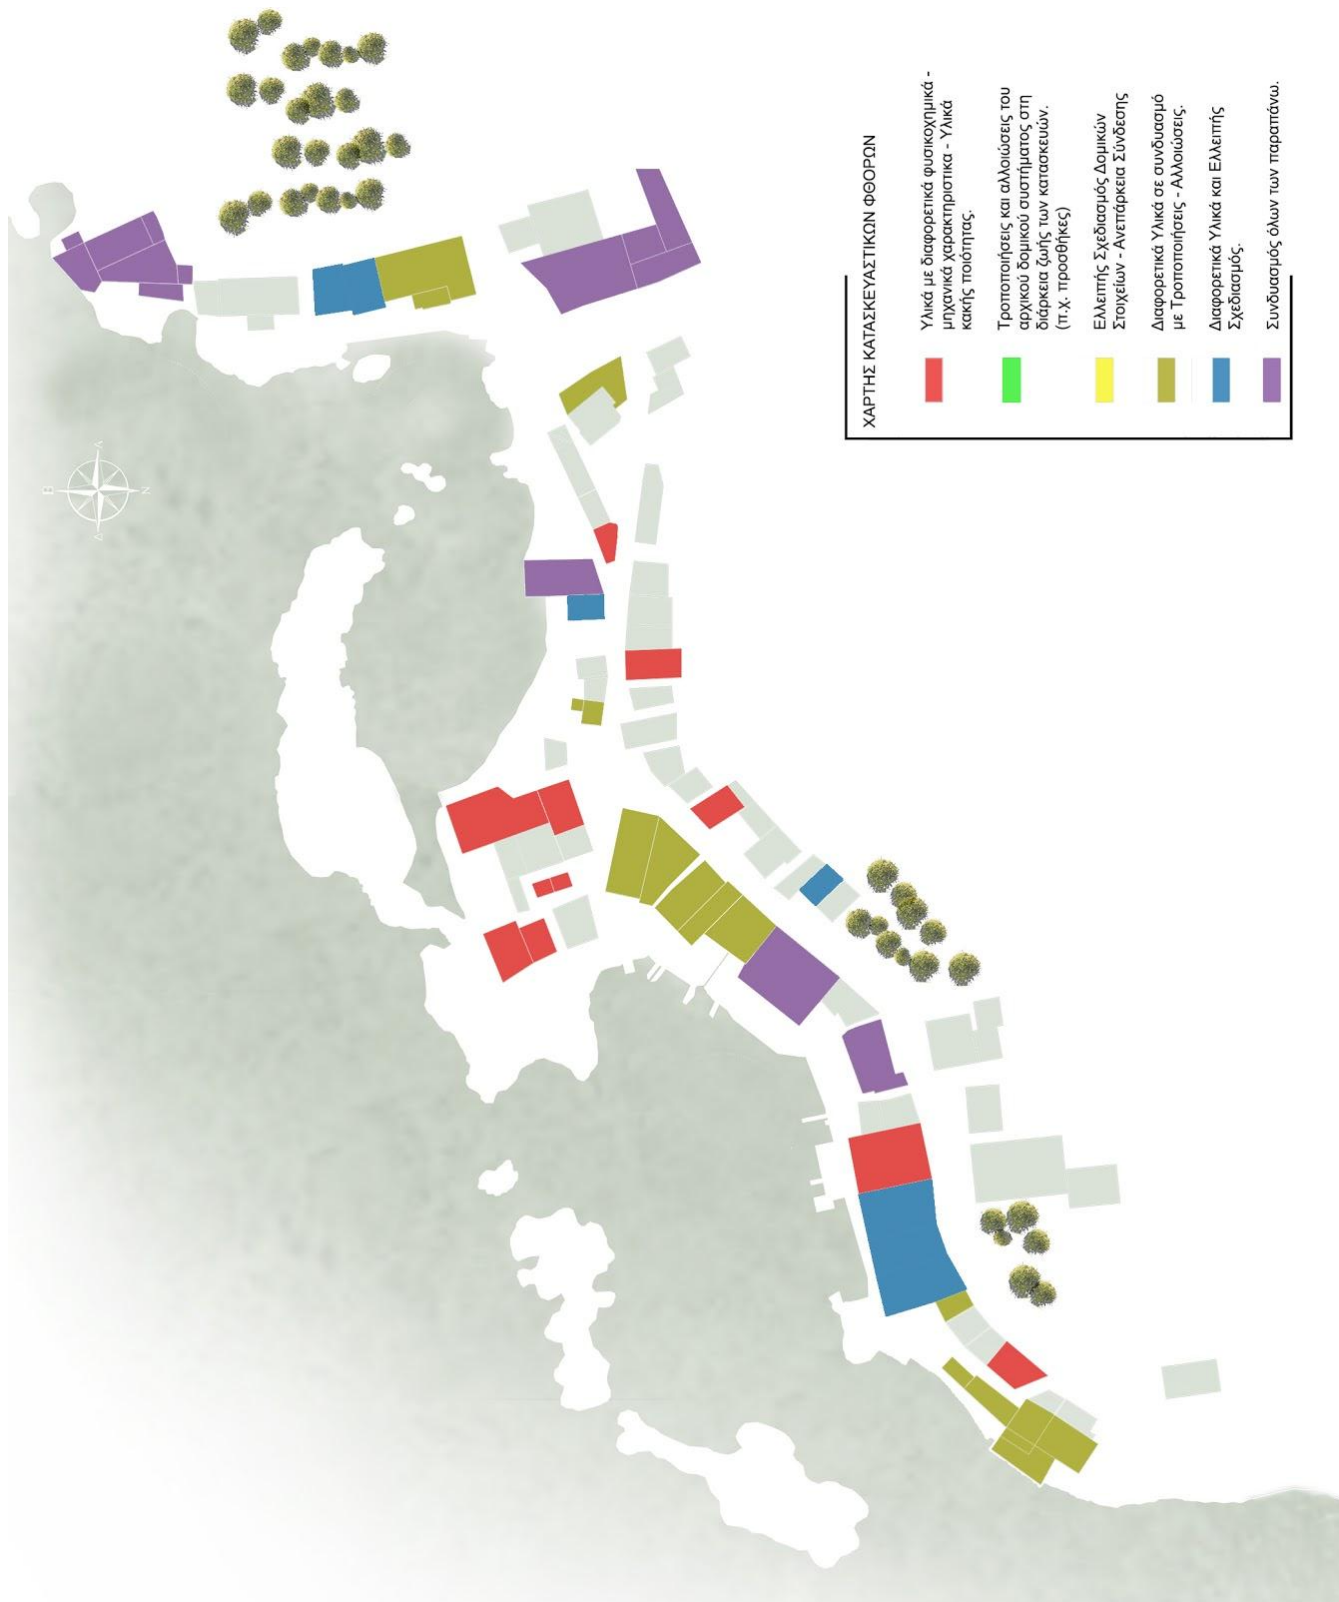 ΧΑΡΤΗΣ ΚΑΤΑΣΚΕΥΑΣΤΙΚΩΝ ΦΘΟΡΩΝ
Υλικά με διαφορετικά φυσικοχημικά -
μηχανικά χαρακτηριστικα - Υλικά
κακής ποιότητας.
Τροποποιήσεις και αλλοιώσεις του
αρχικού δομικού συστήματος στη
διάρκεια ζωής των κατασκευών.
(π.χ. προσθήκες)
Ελλειπής Σχεδιασμός Δομικών
Στοιχείων - Ανεπάρκεια Σύνδεσης
Διαφορετικά Υλικά σε συνδυασμό
με Τροποποιήσεις - Αλλοιώσεις.
Διαφορετικά Υλικά και Ελλειπής
Σχεδιασμός.
Συνδυασμός όλων των παραπάνω.
Β
Α
Ν
Δ